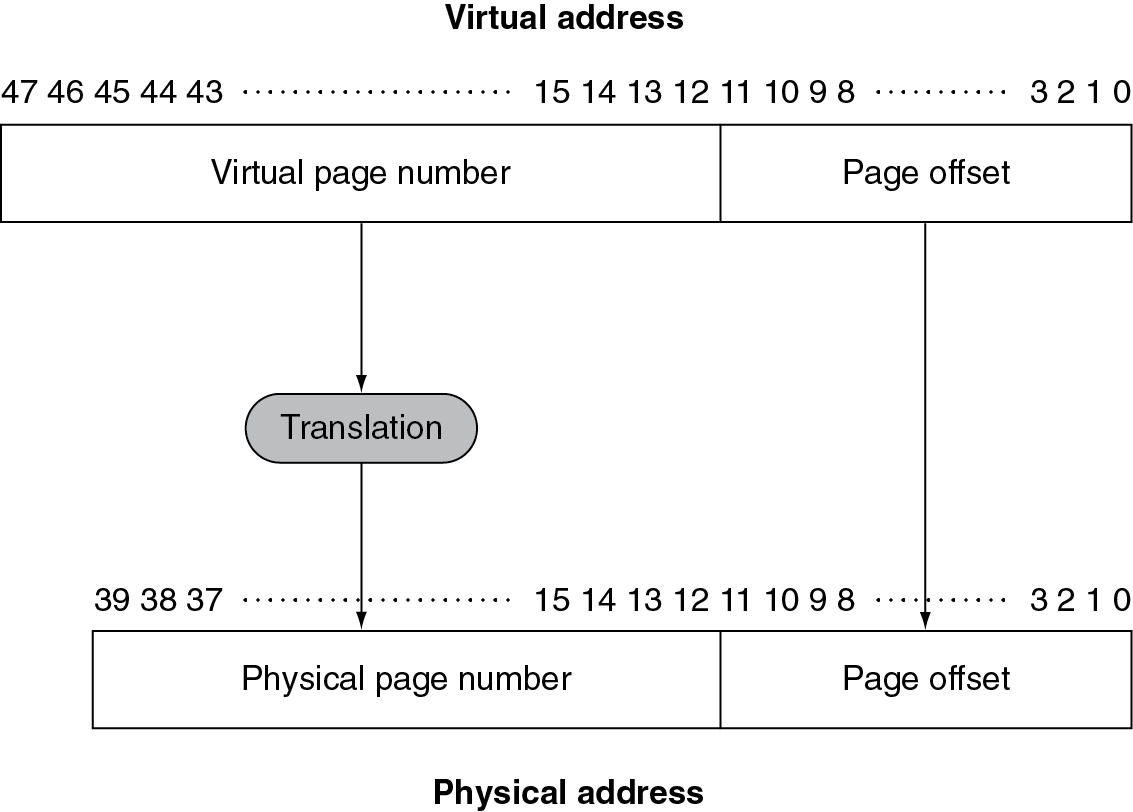 Virtual address
47 46 45 44 43 ····················· 15 14 13 12 11 10 9 8 ··········· 3 2 1 0
Virtual page number Page offset
Translation
39 38 37 ····················· 15 14 13 12 11 10 9 8 ··········· 3 2 1 0
Physical page number Page offset
Physical address